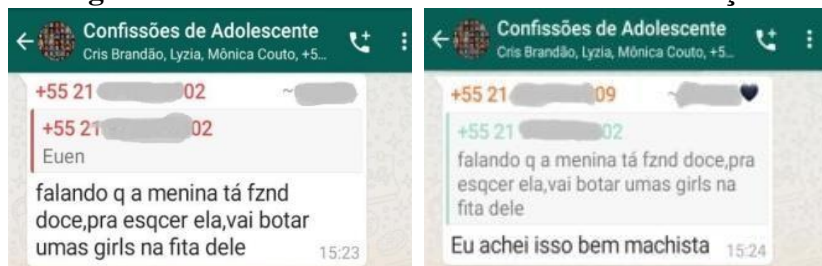 Confissões de Adolescente
Cris Brandão, Lyzia, Mônica Couto, +5...
+55 21 02 ~
+55 21 02
Euen
falando q a menina tá fznd
doce,pra esqcer ela,vai botar
umas girls na fita dele
15:23
Confissões de Adolescente
Cris Brandão, Lyzia, Mônica Couto, +5...
+55 21 09
+55 21 02
falando q a menina tá fznd doce,pra
esqcer ela,vai botar umas girls na
fita dele
Eu achei isso bem machista 15:24